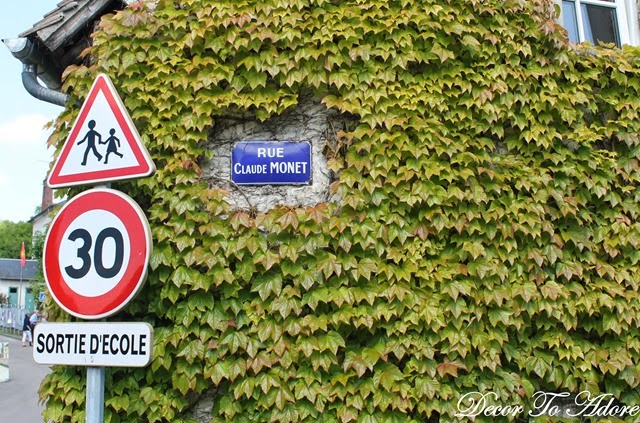 RUE
CLAUDE MONET
30
SORTIE D'ECOLE
Decor To Adore